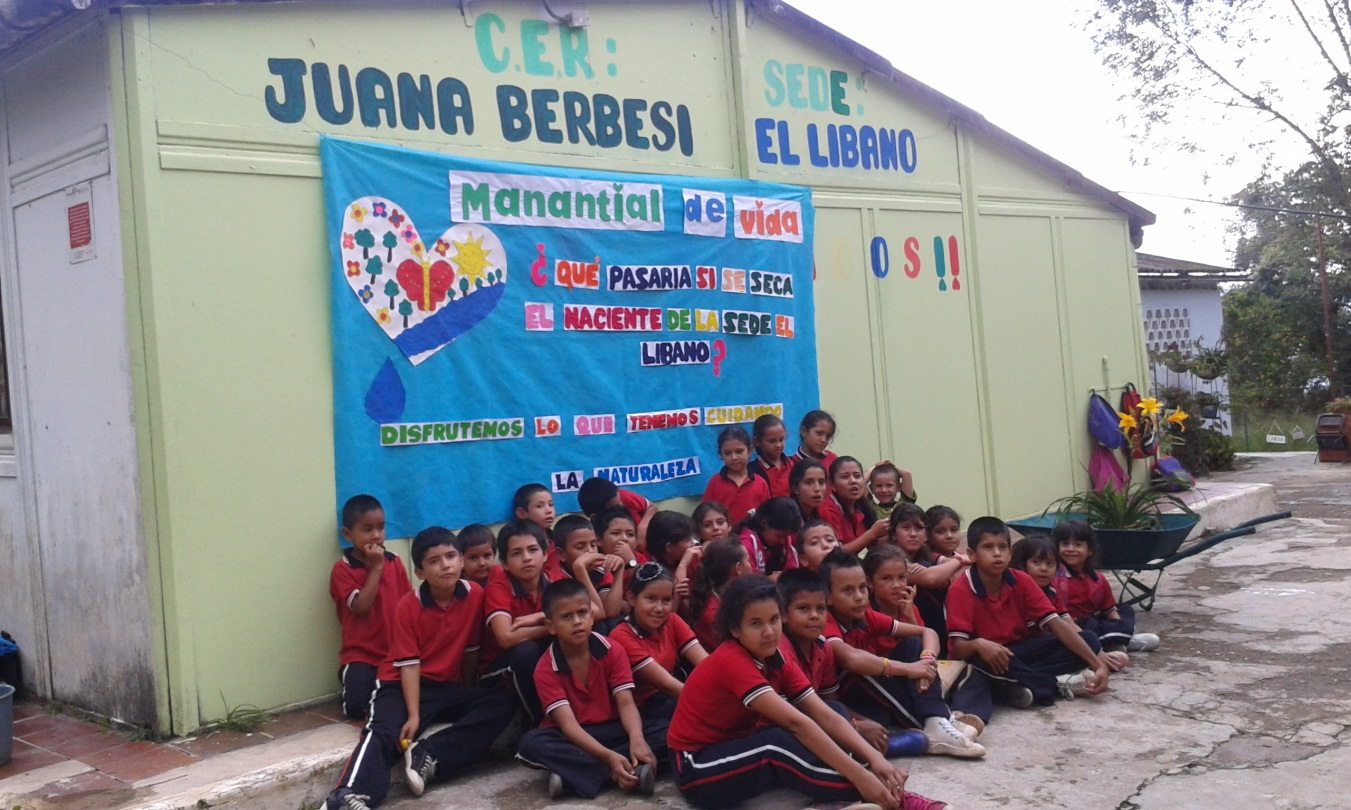 C.E.R:
JUANA BERBESI
SEDE:
EL LIBANO
Manantial de vida
¿QUÉ PASARIA SI SE SECA
EL NACIENTE DE LA SEDE EL
LIBANO?
DISFRUTEMOS LO QUE TENEMOS CUIDANDO
LA NATURALEZA
OS!!